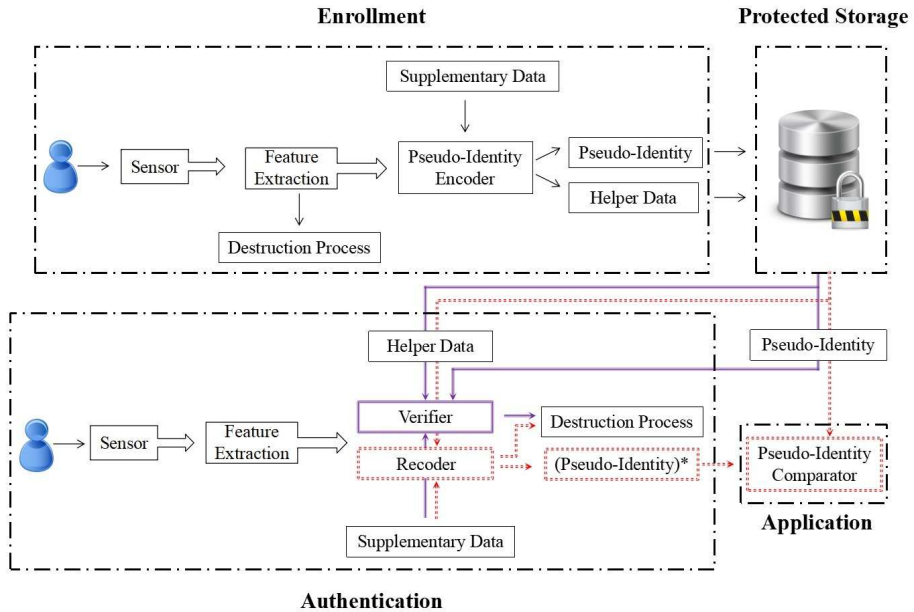 Enrollment
Protected Storage
Supplementary Data
Sensor
Feature
Extraction
Pseudo-Identity
Encoder
Pseudo-Identity
Helper Data
Destruction Process
Helper Data
Pseudo-Identity
Verifier
Destruction Process
Sensor
Feature
Extraction
Recoder
(Pseudo-Identity)*
Pseudo-Identity
Comparator
Supplementary Data
Application
Authentication